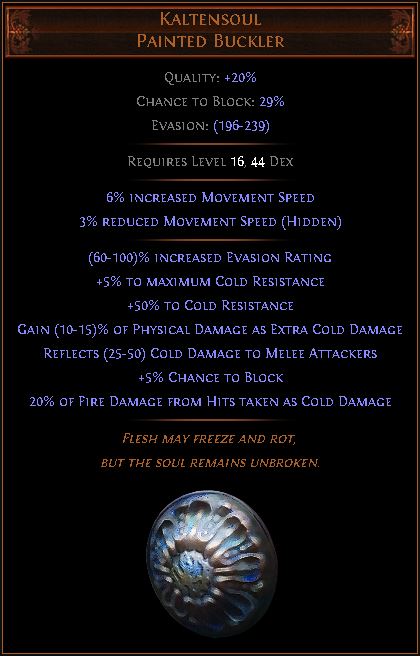 Kaltensoul
Painted Buckler
Quality: +20%
Chance to Block: 29%
Evasion: (196-239)
Requires Level 16, 44 Dex
6% increased Movement Speed
3% reduced Movement Speed (Hidden)
(60-100)% increased Evasion Rating
+5% to maximum Cold Resistance
+50% to Cold Resistance
Gain (10-15)% of Physical Damage as Extra Cold Damage
Reflects (25-50) Cold Damage to Melee Attackers
+5% Chance to Block
20% of Fire Damage from Hits taken as Cold Damage
Flesh may freeze and rot,
but the soul remains unbroken.